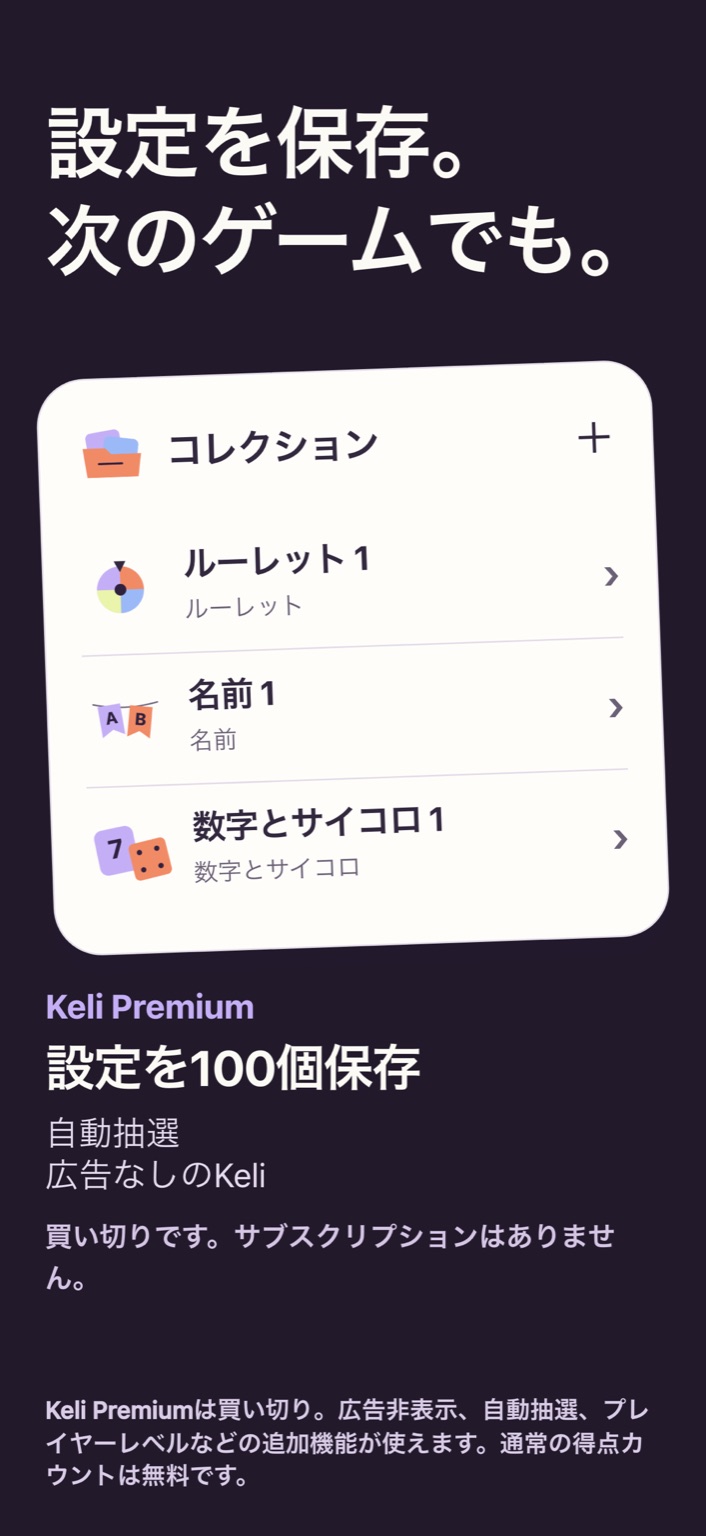 設定を保存。
次のゲームでも。
コレクション
ルーレット 1
ルーレット
A B
名前 1
名前
7
数字とサイコロ 1
数字とサイコロ
Keli Premium
設定を100個保存
自動抽選
広告なしのKeli
買い切りです。サブスクリプションはありませ
ん。
Keli Premiumは買い切り。広告非表示、自動抽選、プレ
イヤーレベルなどの追加機能が使えます。通常の得点カ
ウントは無料です。